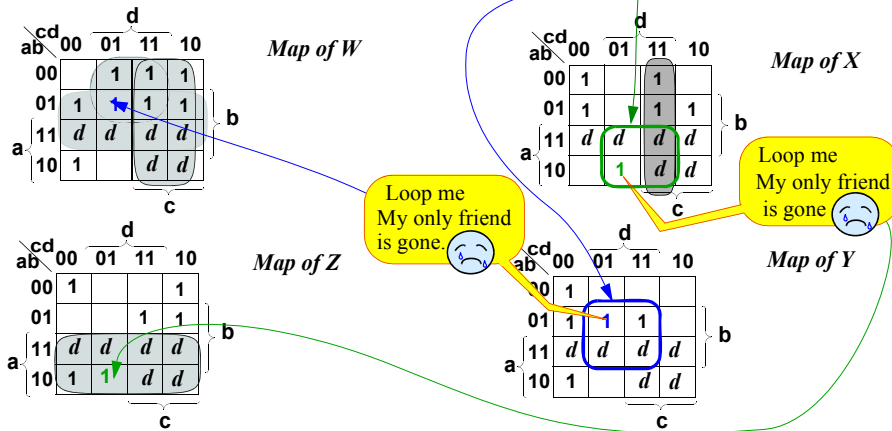 d
cd
ab 00 01 11 10
Map of W
00 1 1 1
01 1 1 1 1
b
11 d d d d
a
10 1 d d
c
cd
ab 00
d
01 11 10
Map of X
00 1 1
01 1 1 1
b
11 d d d d
a
10 1 d d
c
Loop me
My only friend
is gone.
Loop me
My only friend
is gone
d
cd
ab 00 01 11 10
Map of Z
00 1 1
01 1 1
b
11 d d d d
a
10 1 1 d d
c
d
cd
ab 00 01 11 10
Map of Y
00 1
01 1 1 1
b
11 d d d d
a
10 1 d d
c